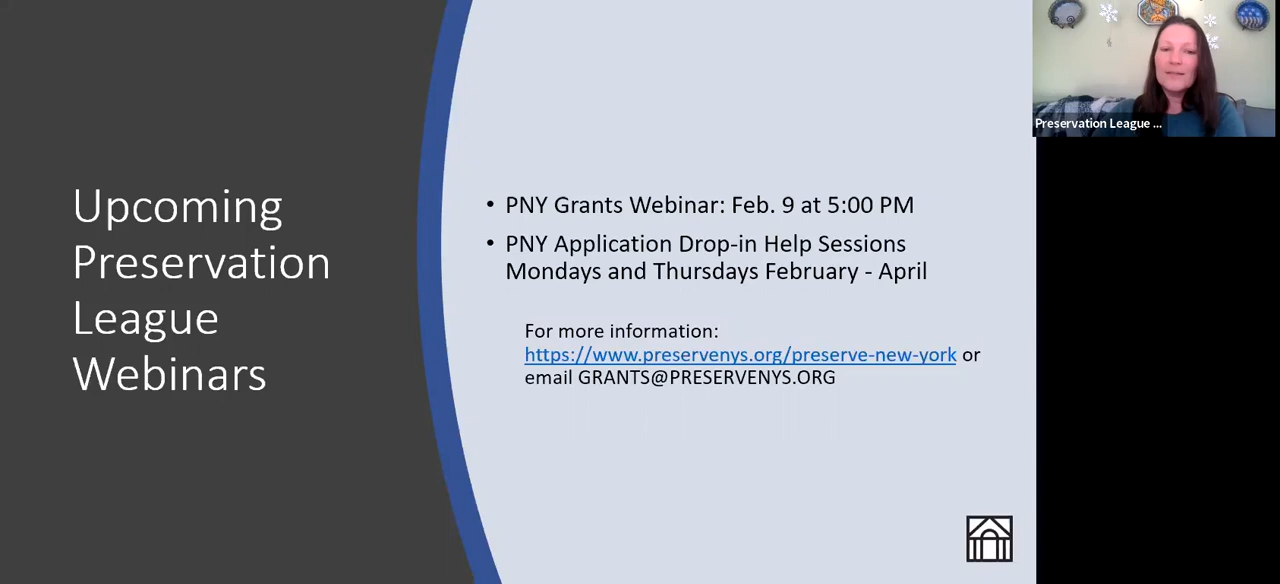 Upcoming
Preservation
League
Webinars
• PNY Grants Webinar: Feb. 9 at 5:00 PM
• PNY Application Drop-in Help Sessions
Mondays and Thursdays February - April
For more information:
https://www.preservenys.org/preserve-new-york or
email GRANTS@PRESERVENYS.ORG
Preservation League ...